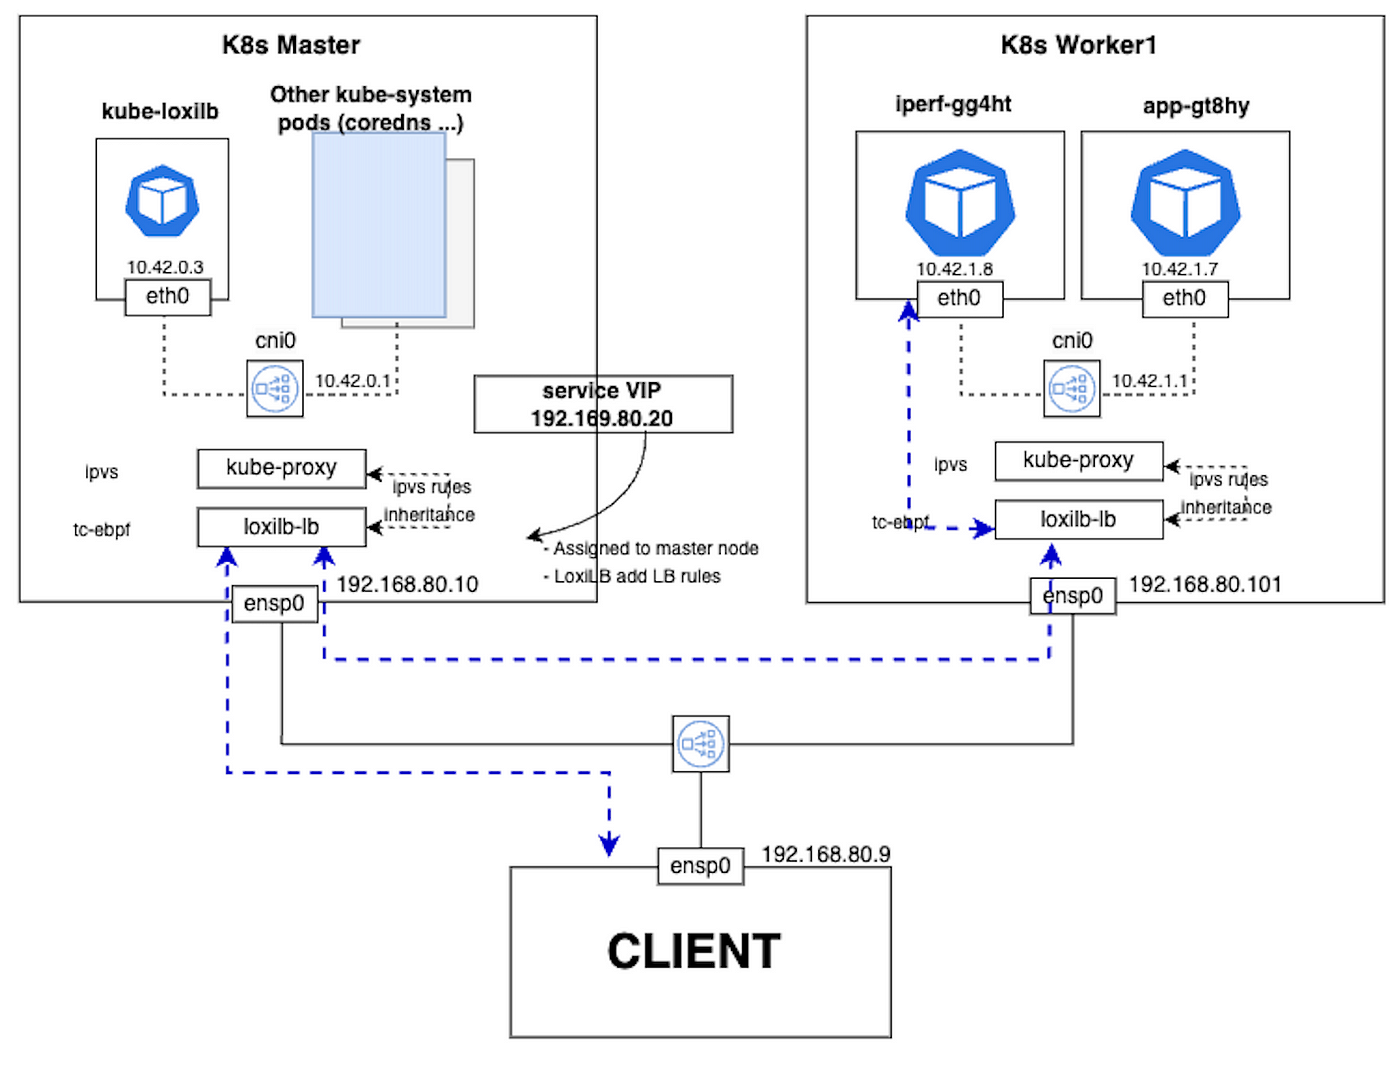 K8s Master
kube-loxilb
Other kube-system
pods (coredns ...)
10.42.0.3
eth0
cni0
10.42.0.1
service VIP
192.169.80.20
ipvs
kube-proxy
ipvs rules
inheritance
tc-ebpf
loxilb-lb
- Assigned to master node
- LoxiLB add LB rules
192.168.80.10
ensp0
K8s Worker1
iperf-gg4ht
app-gt8hy
10.42.1.8
10.42.1.7
eth0
eth0
cni0
10.42.1.1
ipvs
kube-proxy
ipvs rules
inheritance
tc-ebpf
loxilb-lb
ensp0
192.168.80.101
ensp0
192.168.80.9
CLIENT